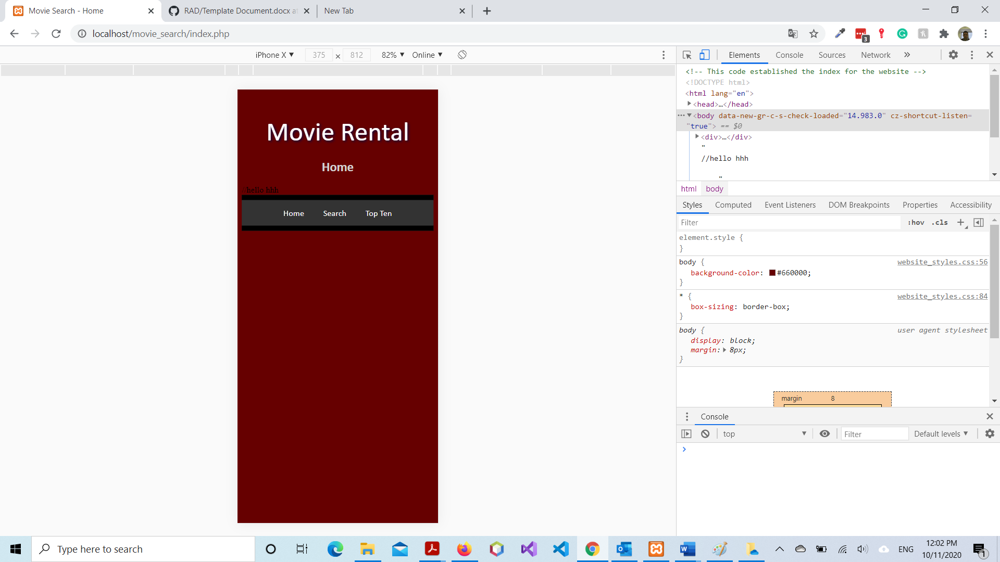 Movie Search - Home
RAD/Template Document.docx at
New Tab
localhost/movie_search/index.php
3
iPhone X ▼ 375 × 812 82% ▼ Online ▼
Elements Console Sources Network »
<!-- This code established the index for the website -->
<!DOCTYPE html>
<html lang="en">
<head>…</head>
<body data-new-gr-c-s-check-loaded="14.983.0" cz-shortcut-listen=
"true"> == $0
<div>…</div>
"
//hello hhh
"
html body
Styles Computed Event Listeners DOM Breakpoints Properties Accessibility
Filter :hov .cls +
element.style {
}
body { website_styles.css:56
background-color: #660000;
}
* { website_styles.css:84
box-sizing: border-box;
}
body { user agent stylesheet
display: block;
margin: 8px;
}
margin 8
Console
top ▼ Filter Default levels ▼
Movie Rental
Home
//hello hhh
Home Search Top Ten
Type here to search
ENG
12:02 PM
10/11/2020
1